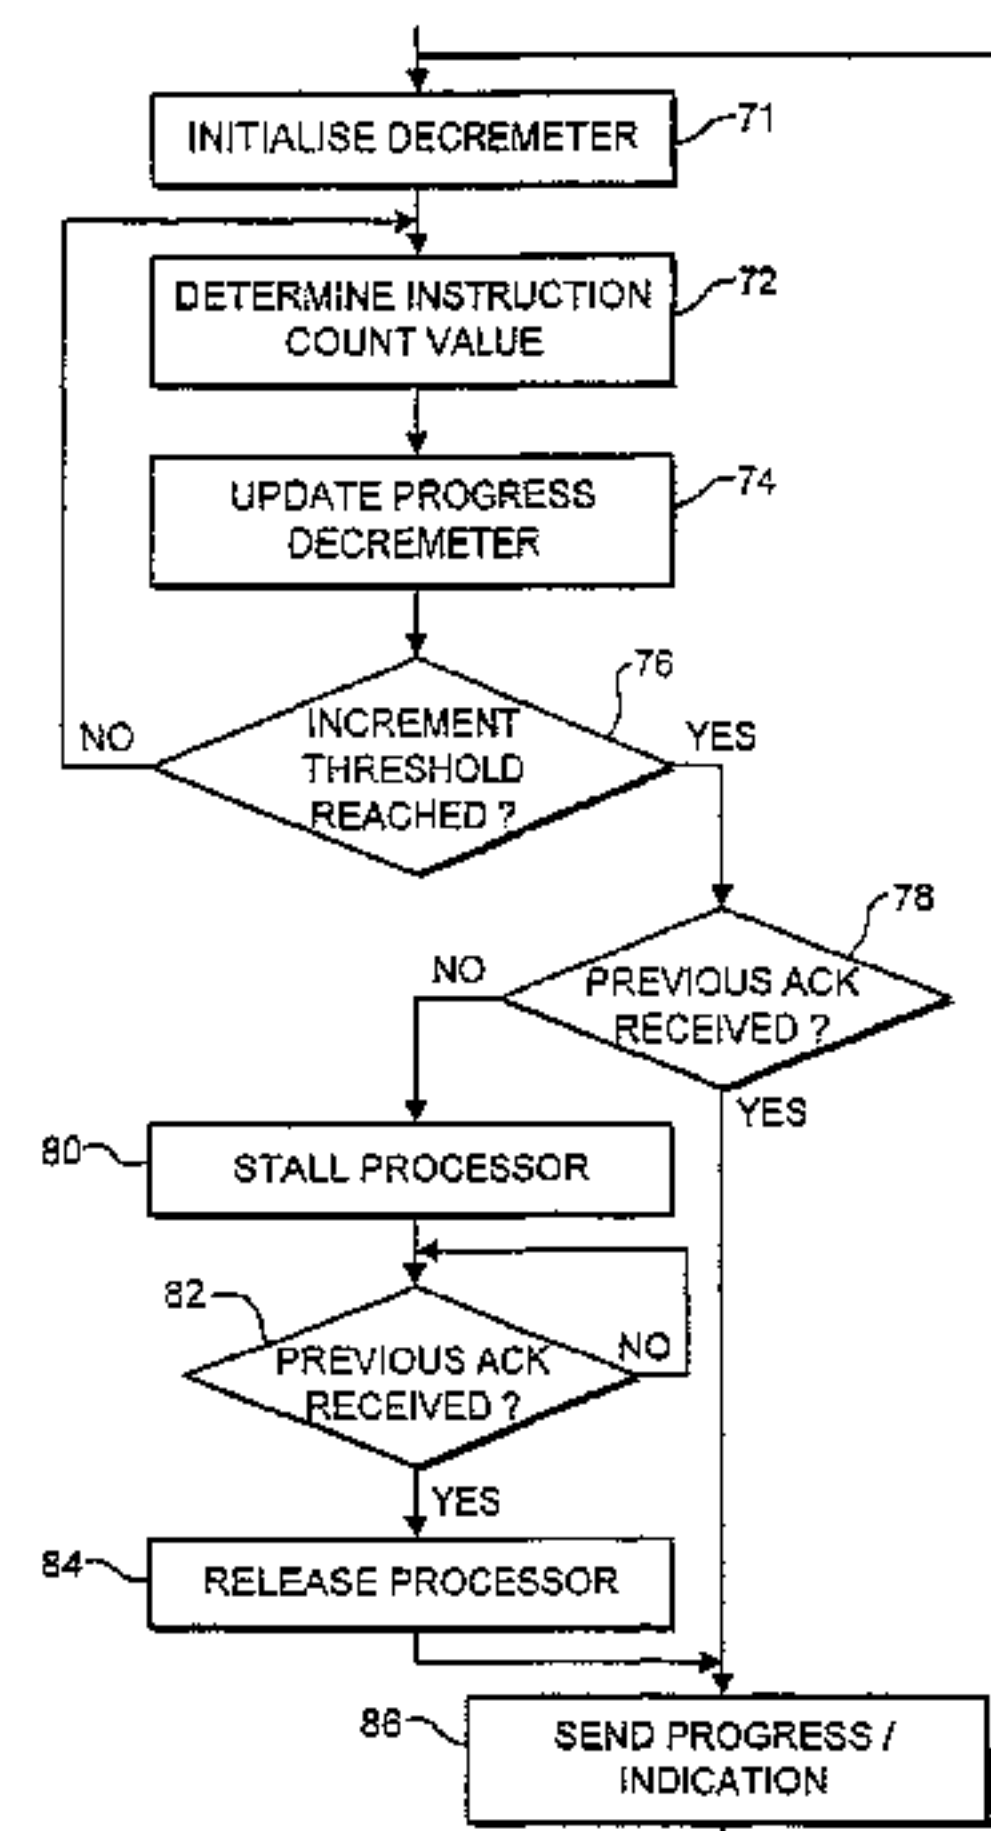 INITIALISE DECREMETER
71
DETERMINE INSTRUCTION
COUNT VALUE
72
UPDATE PROGRESS
DECREMETER
74
76
INCREMENT
THRESHOLD
REACHED ?
NO
YES
78
PREVIOUS ACK
RECEIVED ?
NO
YES
80
STALL PROCESSOR
82
PREVIOUS ACK
RECEIVED ?
NO
YES
84
RELEASE PROCESSOR
86
SEND PROGRESS /
INDICATION